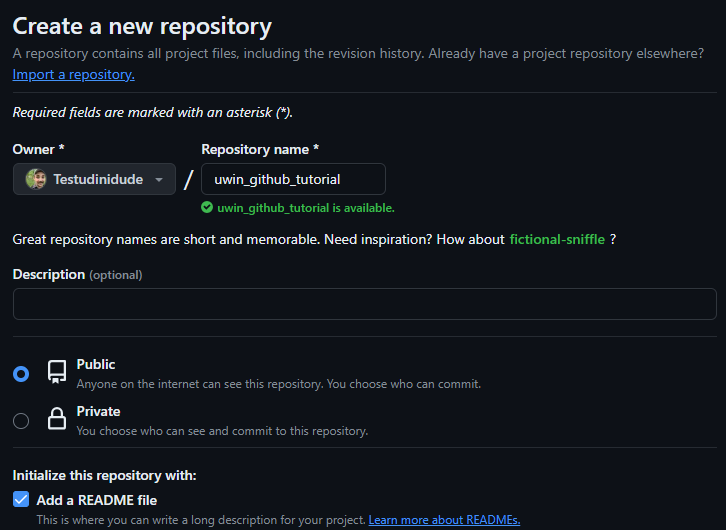 Create a new repository
A repository contains all project files, including the revision history. Already have a project repository elsewhere?
Import a repository.
Required fields are marked with an asterisk (*).
Owner * Repository name *
Testudinidude / uwin_github_tutorial
uwin_github_tutorial is available.
Great repository names are short and memorable. Need inspiration? How about fictional-sniffle ?
Description (optional)
Public
Anyone on the internet can see this repository. You choose who can commit.
Private
You choose who can see and commit to this repository.
Initialize this repository with:
Add a README file
This is where you can write a long description for your project. Learn more about READMEs.